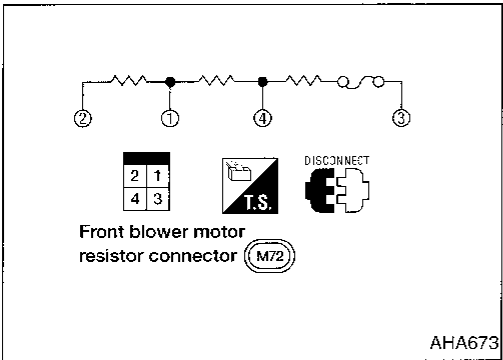 2 1 4 3
DISCONNECT
2 1
4 3
T.S.
Front blower motor
resistor connector M72
AHA673